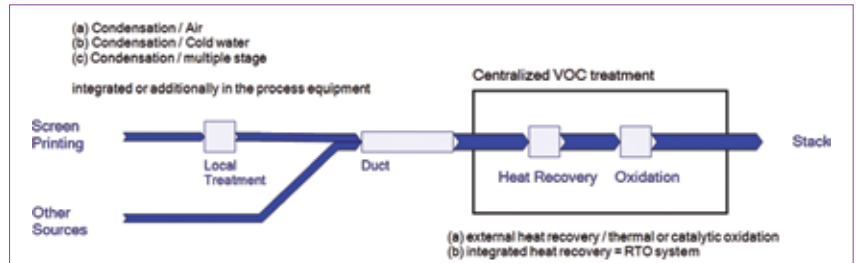 (a) Condensation / Air
(b) Condensation / Cold water
(c) Condensation / multiple stage
integrated or additionally in the process equipment
Centralized VOC treatment
Screen
Printing
Local
Treatment
Duct
Heat Recovery
Oxidation
Stack
Other
Sources
(a) external heat recovery / thermal or catalytic oxidation
(b) integrated heat recovery = RTO system